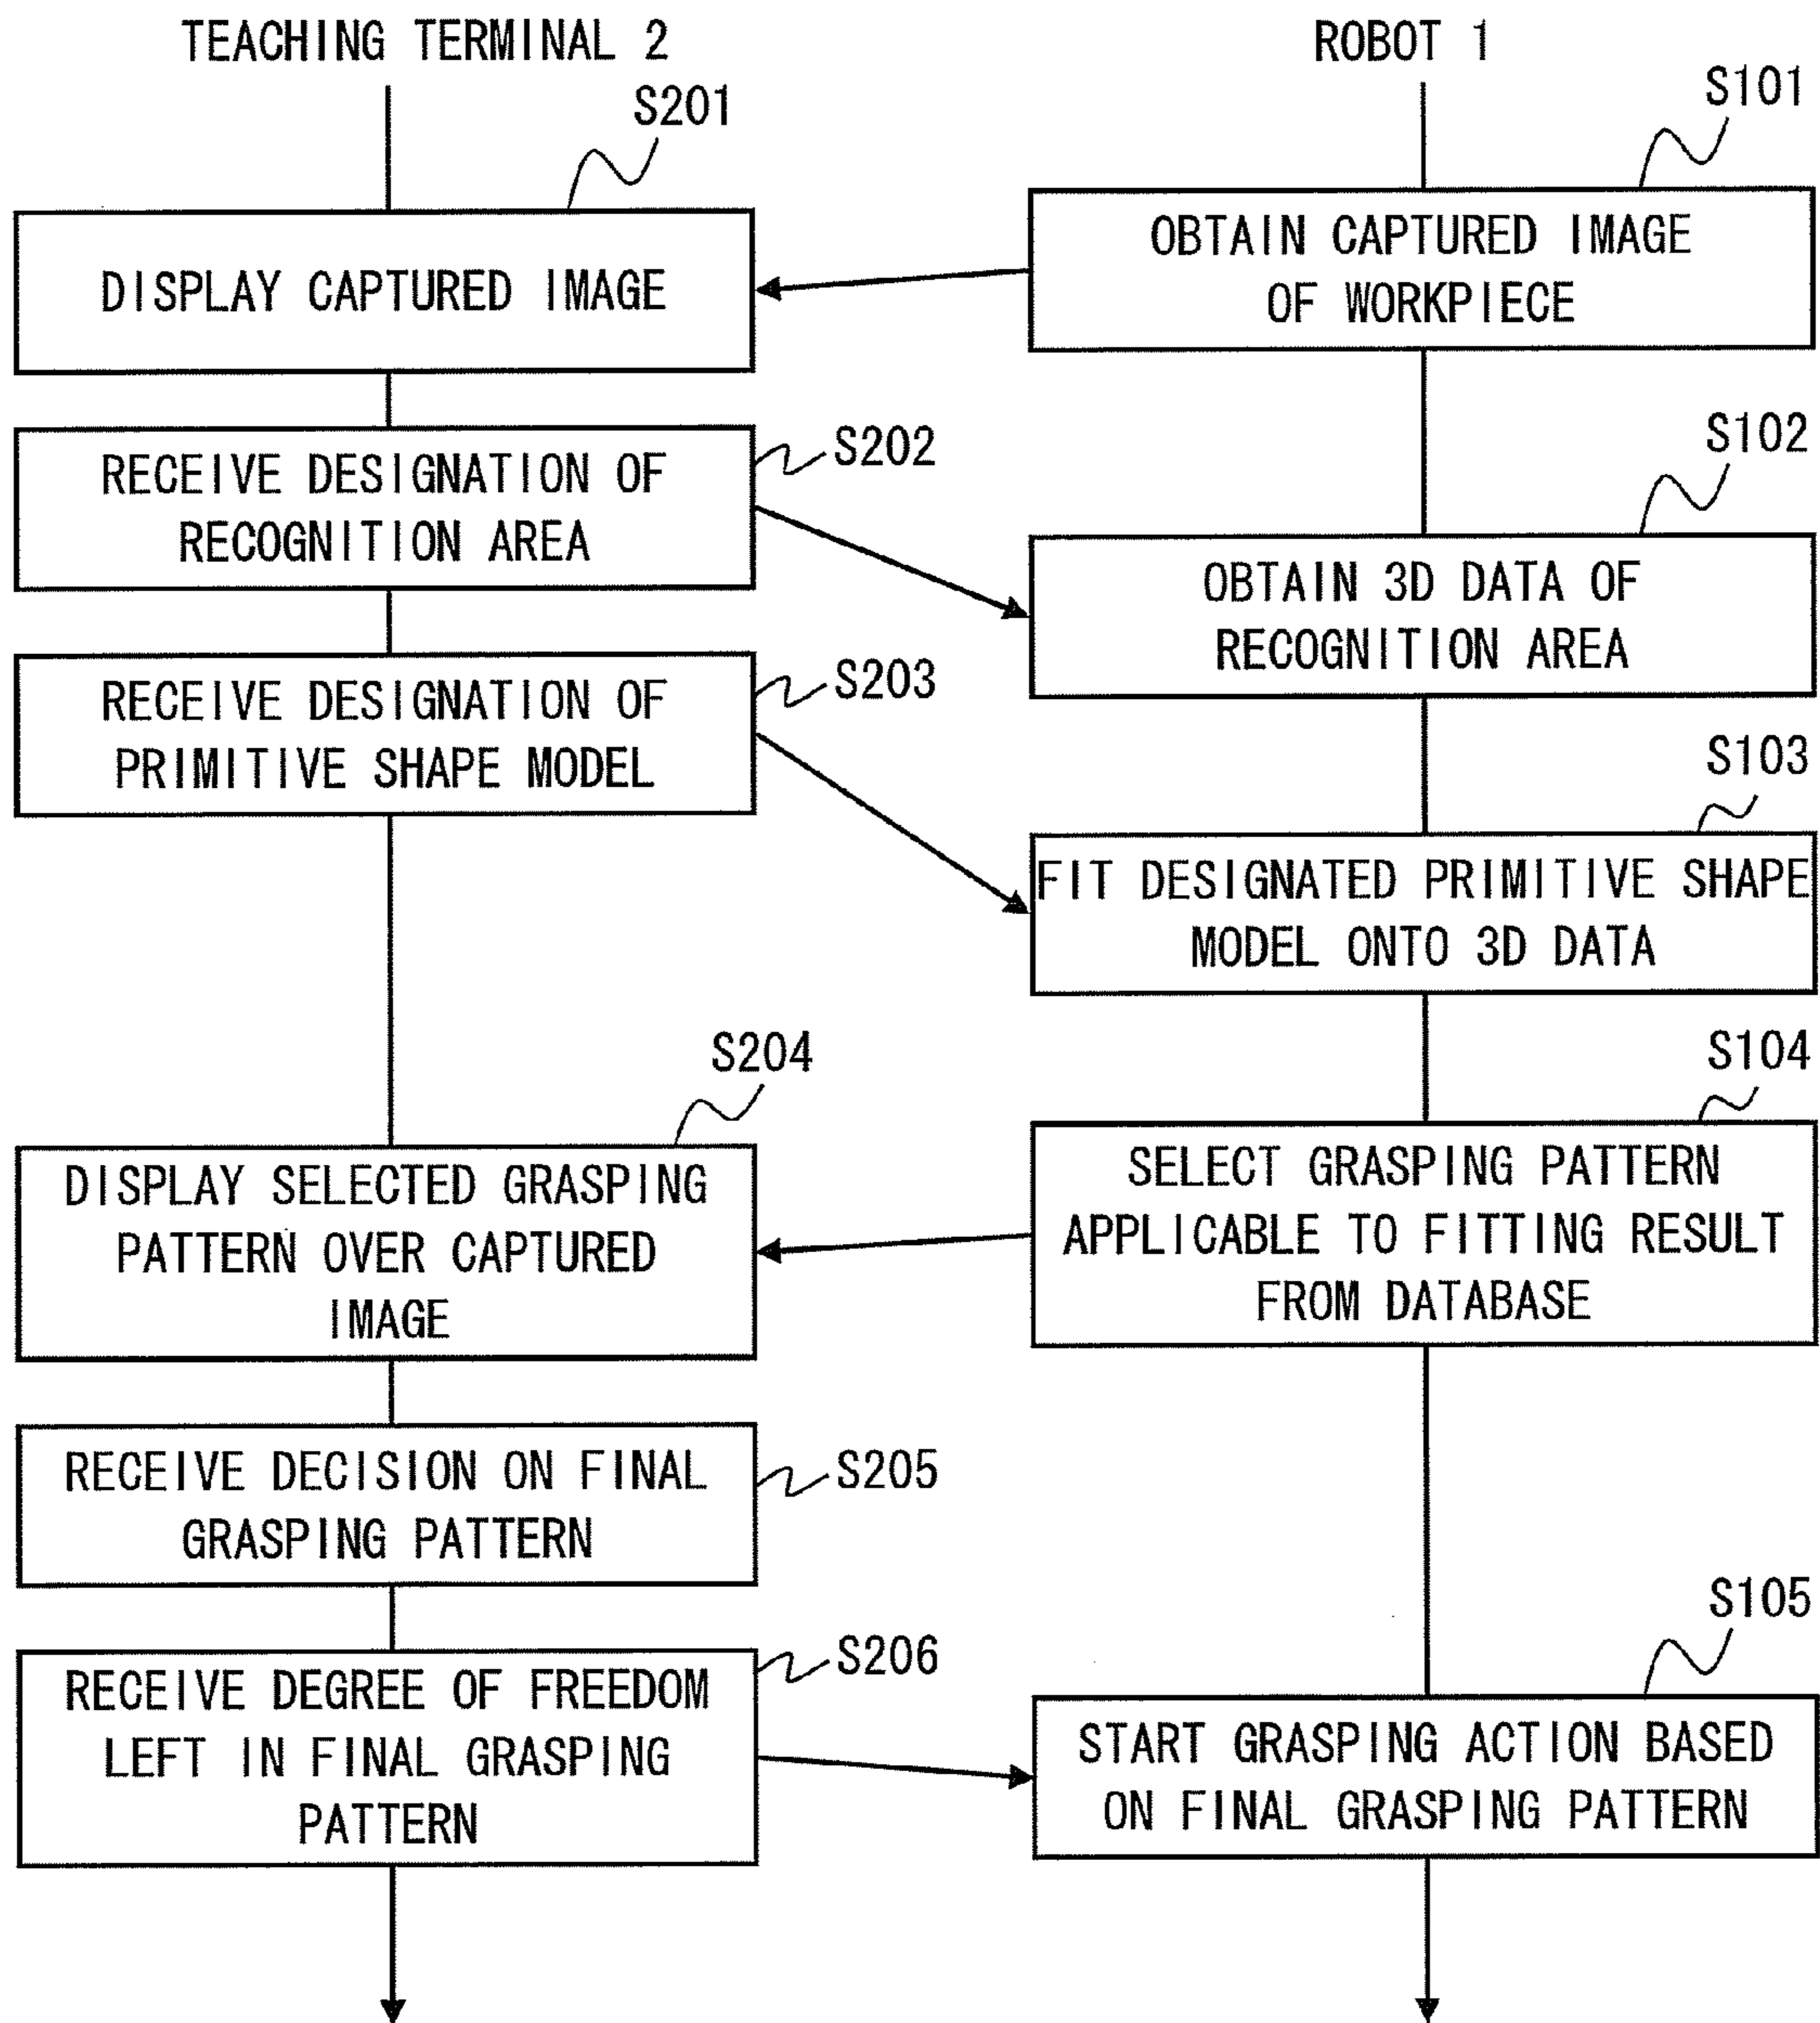 TEACHING TERMINAL 2
ROBOT 1
S201
S101
DISPLAY CAPTURED IMAGE
OBTAIN CAPTURED IMAGE
OF WORKPIECE
S202
RECEIVE DESIGNATION OF
RECOGNITION AREA
S102
OBTAIN 3D DATA OF
RECOGNITION AREA
S203
RECEIVE DESIGNATION OF
PRIMITIVE SHAPE MODEL
S103
FIT DESIGNATED PRIMITIVE SHAPE
MODEL ONTO 3D DATA
S204
S104
DISPLAY SELECTED GRASPING
PATTERN OVER CAPTURED
IMAGE
SELECT GRASPING PATTERN
APPLICABLE TO FITTING RESULT
FROM DATABASE
S205
RECEIVE DECISION ON FINAL
GRASPING PATTERN
S206
RECEIVE DEGREE OF FREEDOM
LEFT IN FINAL GRASPING
PATTERN
S105
START GRASPING ACTION BASED
ON FINAL GRASPING PATTERN